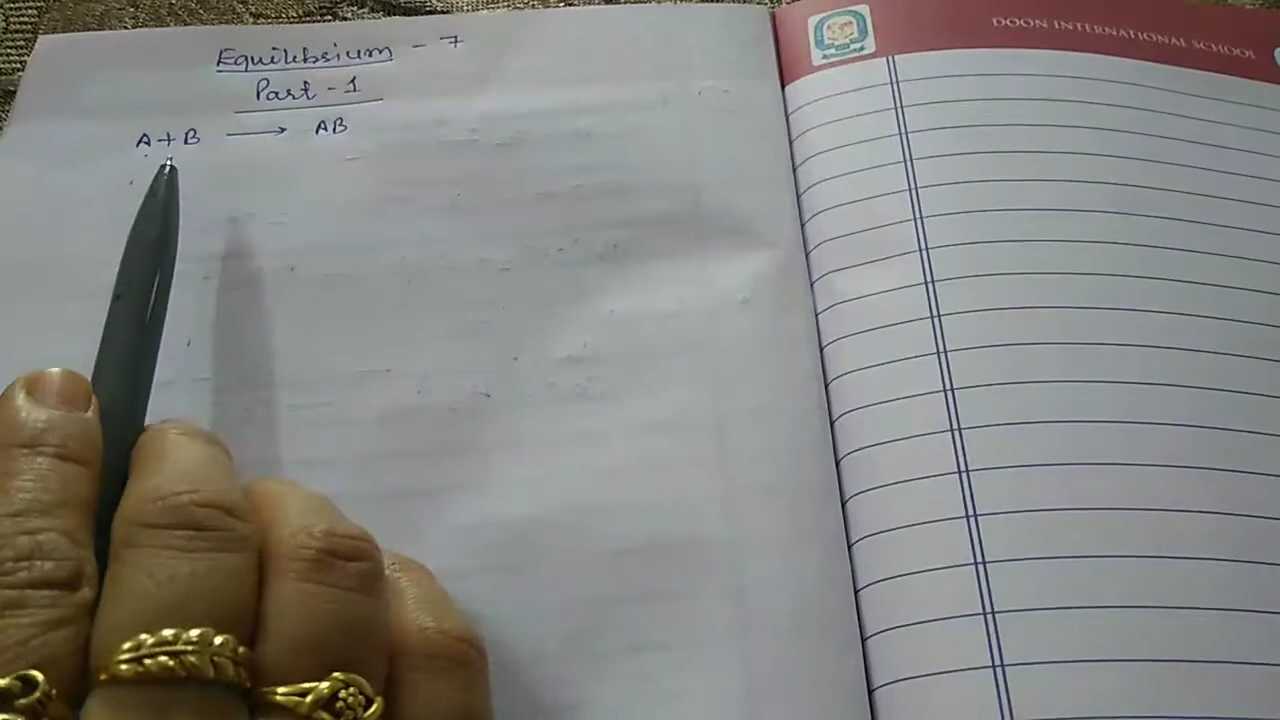 Equilibrium - 7
Part - 1
A + B ⟶ AB
DOON INTERNATIONAL SCHOOL